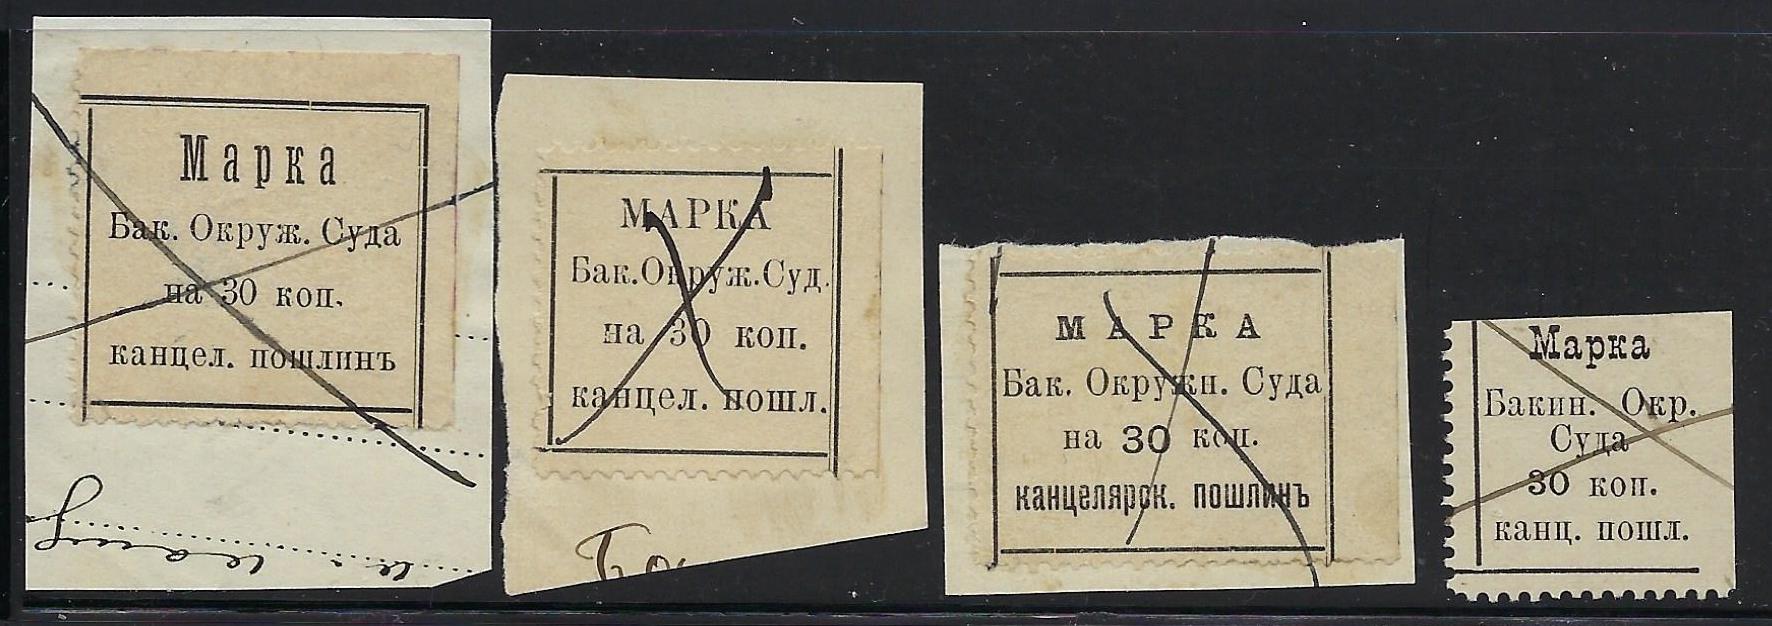 Марка
Бак. Окруж. Суда
на 30 коп.
канцел. пошлинъ
МАРКА
Бак.Окруж.Суд.
на 30 коп.
канцел. пошл.
МАРКА
Бак. Окружн. Суда
на 30 коп.
канцелярск. пошлинъ
Марка
Бакин. Окр.
Суда
30 коп.
канц. пошл.